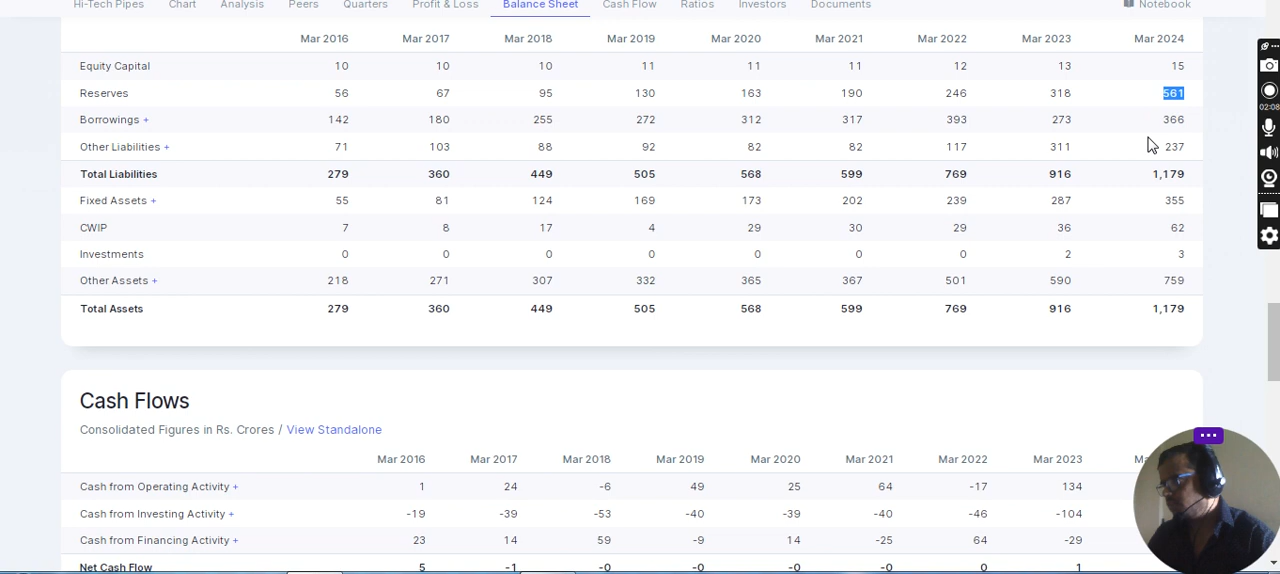 Hi-Tech Pipes Chart Analysis Peers Quarters Profit & Loss Balance Sheet Cash Flow Ratios Investors Documents Notebook
Mar 2016 Mar 2017 Mar 2018 Mar 2019 Mar 2020 Mar 2021 Mar 2022 Mar 2023 Mar 2024
Equity Capital 10 10 10 11 11 11 12 13 15
Reserves 56 67 95 130 163 190 246 318 561
Borrowings + 142 180 255 272 312 317 393 273 366
Other Liabilities + 71 103 88 92 82 82 117 311 237
Total Liabilities 279 360 449 505 568 599 769 916 1,179
Fixed Assets + 55 81 124 169 173 202 239 287 355
CWIP 7 8 17 4 29 30 29 36 62
Investments 0 0 0 0 0 0 0 2 3
Other Assets + 218 271 307 332 365 367 501 590 759
Total Assets 279 360 449 505 568 599 769 916 1,179
Cash Flows
Consolidated Figures in Rs. Crores / View Standalone
Mar 2016 Mar 2017 Mar 2018 Mar 2019 Mar 2020 Mar 2021 Mar 2022 Mar 2023
Cash from Operating Activity + 1 24 -6 49 25 64 -17 134
Cash from Investing Activity + -19 -39 -53 -40 -39 -40 -46 -104
Cash from Financing Activity + 23 14 59 -9 14 -25 64 -29
Net Cash Flow 5 -1 -0 -0 -0 -0 0 1